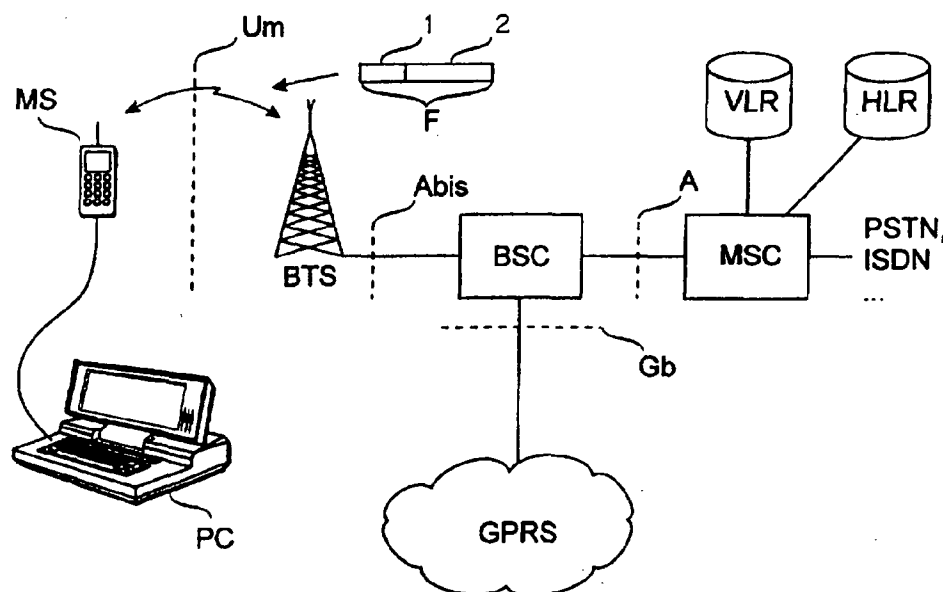 Um
1
2
F
MS
VLR
HLR
Abis
A
BTS
BSC
MSC
PSTN,
ISDN
...
Gb
PC
GPRS